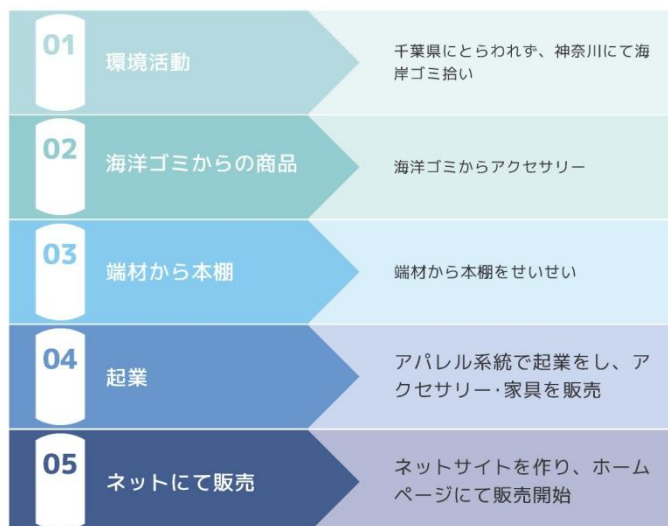 01
環境活動
千葉県にとらわれず、神奈川にて海
岸ゴミ拾い
02
海洋ゴミからの商品
海洋ゴミからアクセサリー
03
端材から本棚
端材から本棚をせいせい
04
起業
アパレル系統で起業をし、ア
クセサリー・家具を販売
05
ネットにて販売
ネットサイトを作り、ホーム
ページにて販売開始